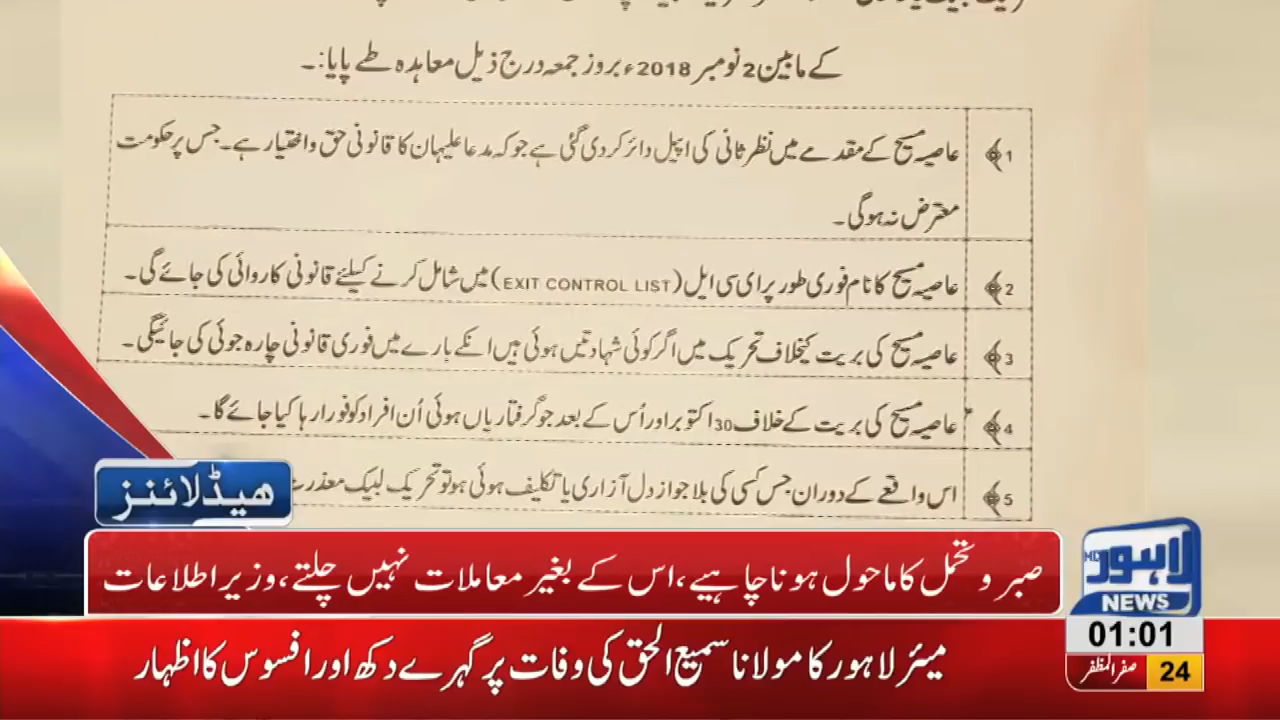 کے مابین 2 نومبر 2018ء بروز جمعہ درج ذیل معاہدہ طے پایا:۔
1 عاصیہ مسیح کے مقدمے میں نظر ثانی کی اپیل دائر کر دی گئی ہے جو کہ مدعا علیہان کا قانونی حق و اختیار ہے۔ جس پر حکومت
معترض نہ ہو گی۔
2 عاصیہ مسیح کا نام فوری طور پر ای سی ایل (EXIT CONTROL LIST) میں شامل کرنے کیلئے قانونی کاروائی کی جائے گی۔
3 عاصیہ مسیح کی بریت کیخلاف تحریک میں اگر کوئی شہادتیں ہوئی ہیں انکے بارے میں فوری قانونی چارہ جوئی کی جائیگی۔
4 عاصیہ مسیح کی بریت کے خلاف 30 اکتوبر اور اُس کے بعد جو گرفتاریاں ہوئی اُن افراد کو فورا رہا کیا جائے گا۔
5 اس واقعے کے دوران جس کسی کی بلا جواز دل آزاری یا تکلیف ہوئی ہو تو تحریک لبیک معذرت
ھیڈلائنز
صبر و تحمل کا ماحول ہونا چاہیے، اس کے بغیر معاملات نہیں چلتے، وزیر اطلاعات
میئر لاہور کا مولانا سمیع الحق کی وفات پر گہرے دکھ اور افسوس کا اظہار
لاہور HD
NEWS
01:01
24 صفر المظفر